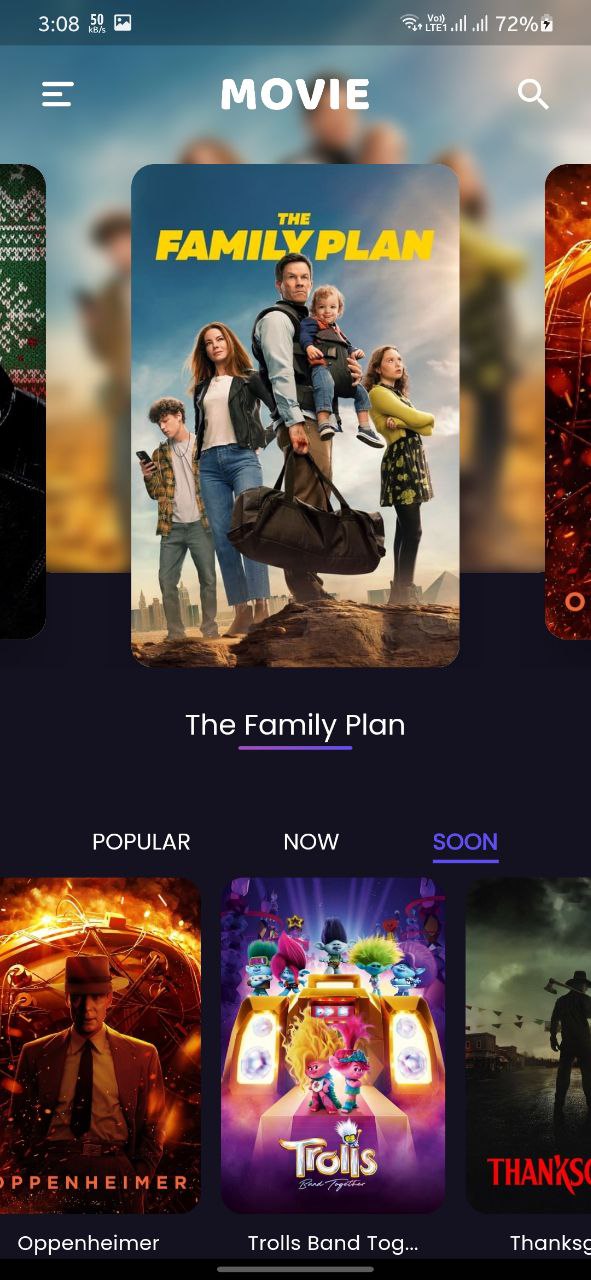 3:08 50 KB/s Vo) LTE1 72%
MOVIE
THE
FAMILY PLAN
O
The Family Plan
POPULAR NOW SOON
OPPENHEIMER
Trolls
Band Together
THANKSG
Oppenheimer Trolls Band Tog... Thanksg